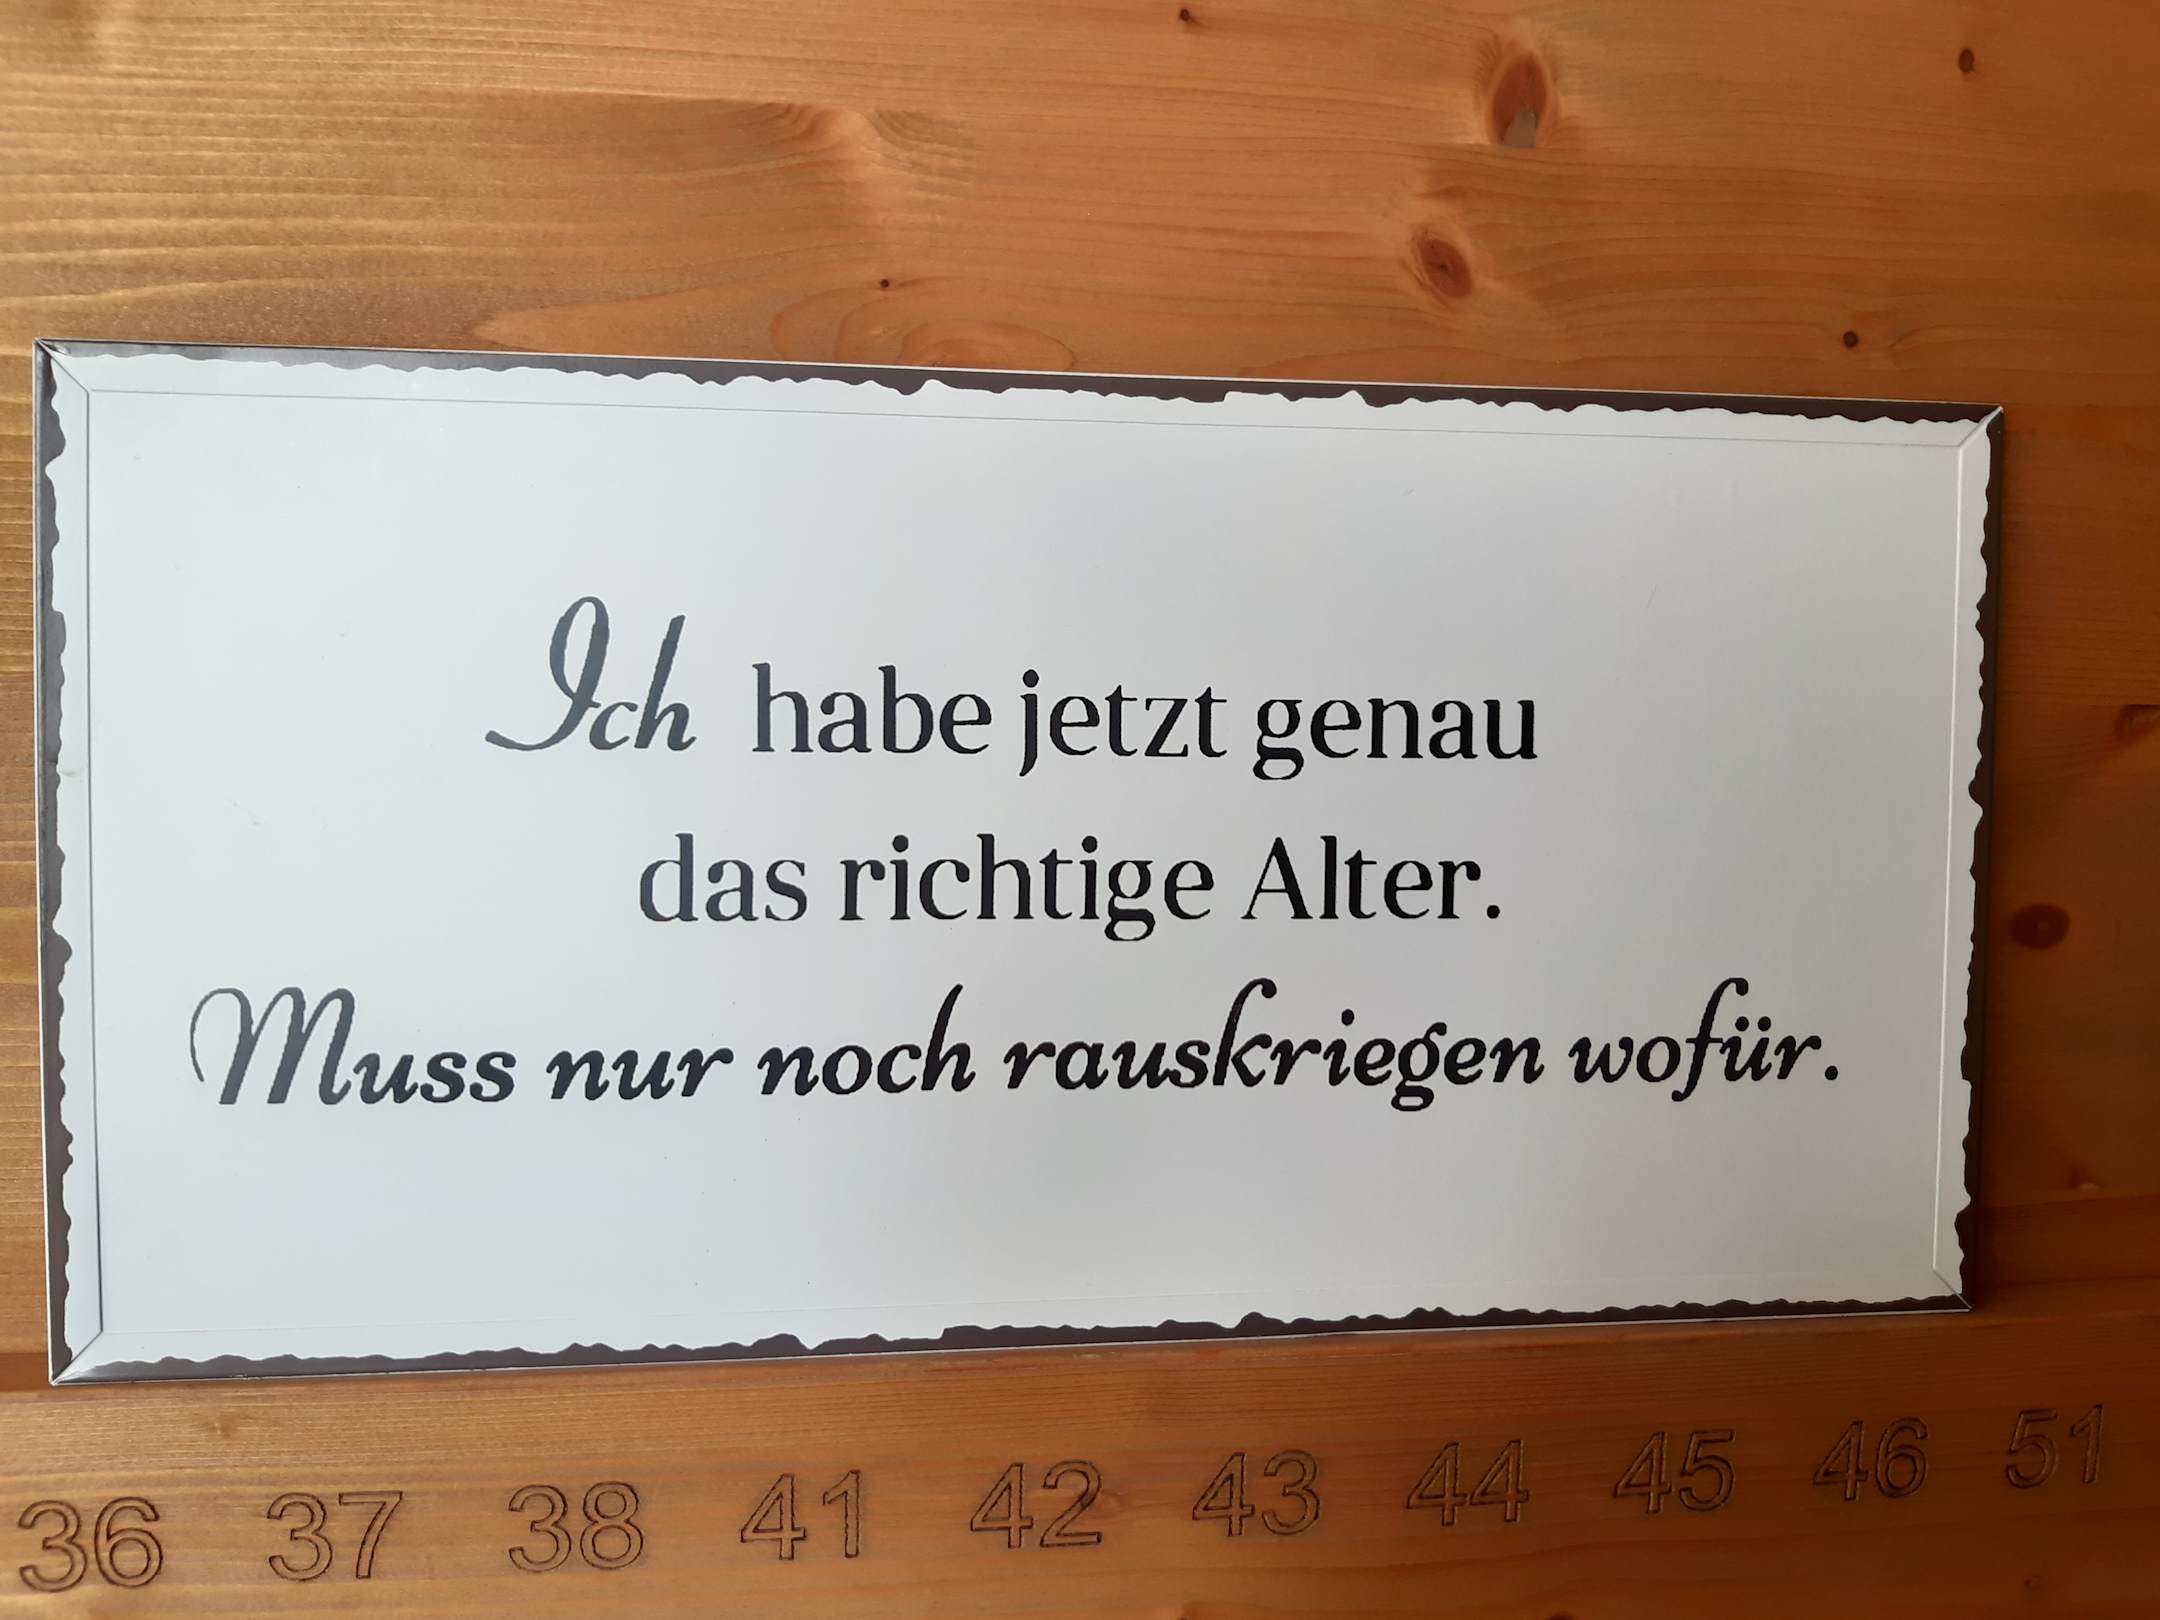 Ich habe jetzt genau
das richtige Alter.
Muss nur noch rauskriegen wofür.
36 37 38 41 42 43 44 45 46 51